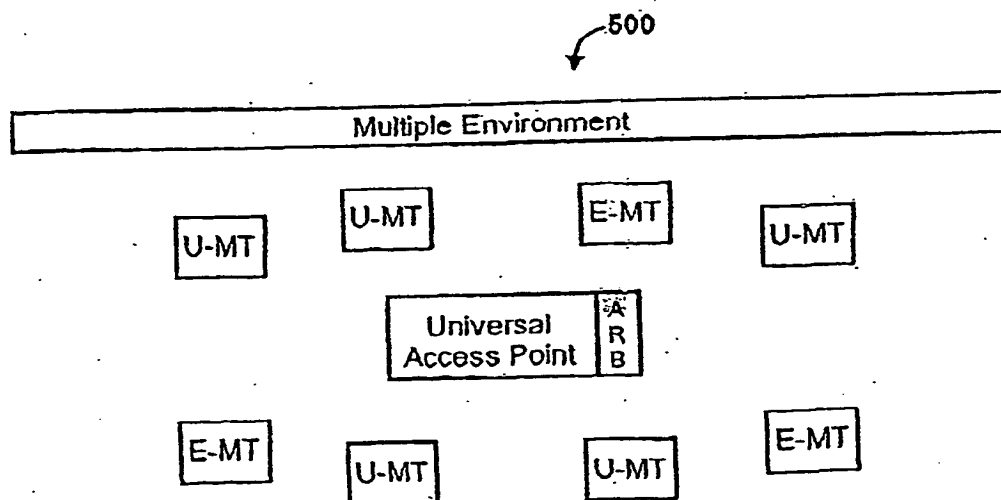 500
Multiple Environment
U-MT
U-MT
E-MT
U-MT
Universal
Access Point
A
R
B
E-MT
U-MT
U-MT
E-MT